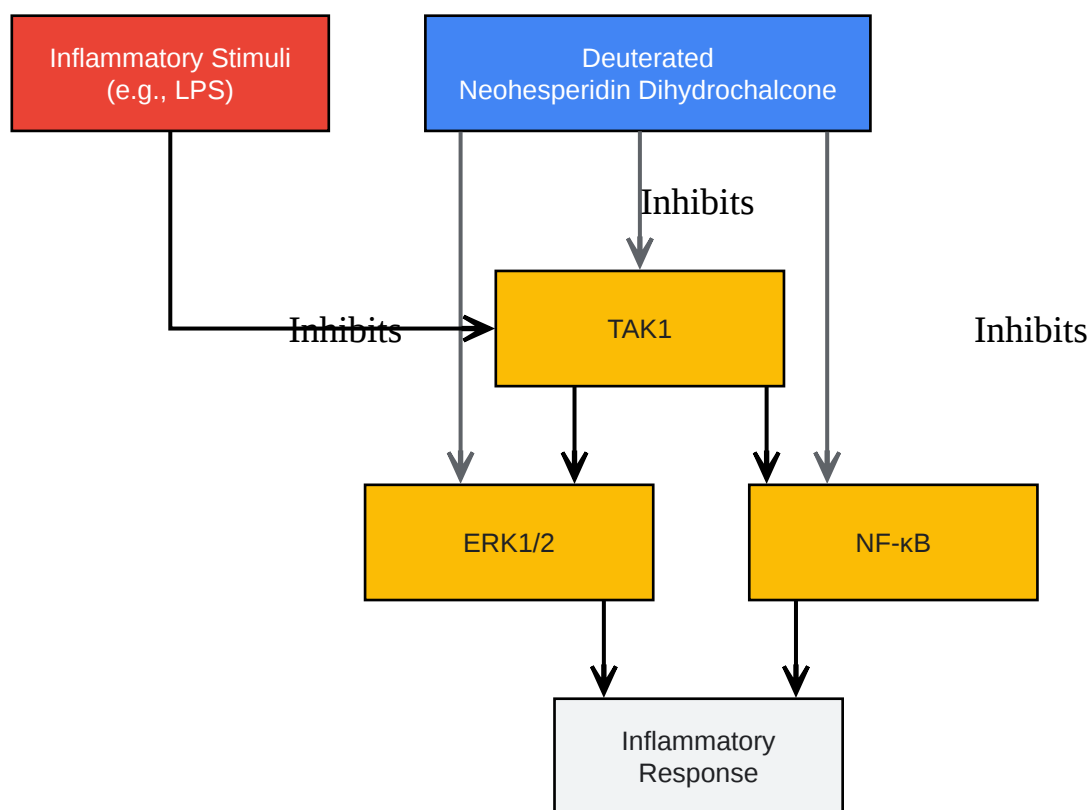 Inflammatory Stimuli
(e.g., LPS)
Deuterated
Neohesperidin Dihydrochalcone
Inhibits
Inhibits
TAK1
Inhibits
ERK1/2
NF-κB
Inflammatory
Response